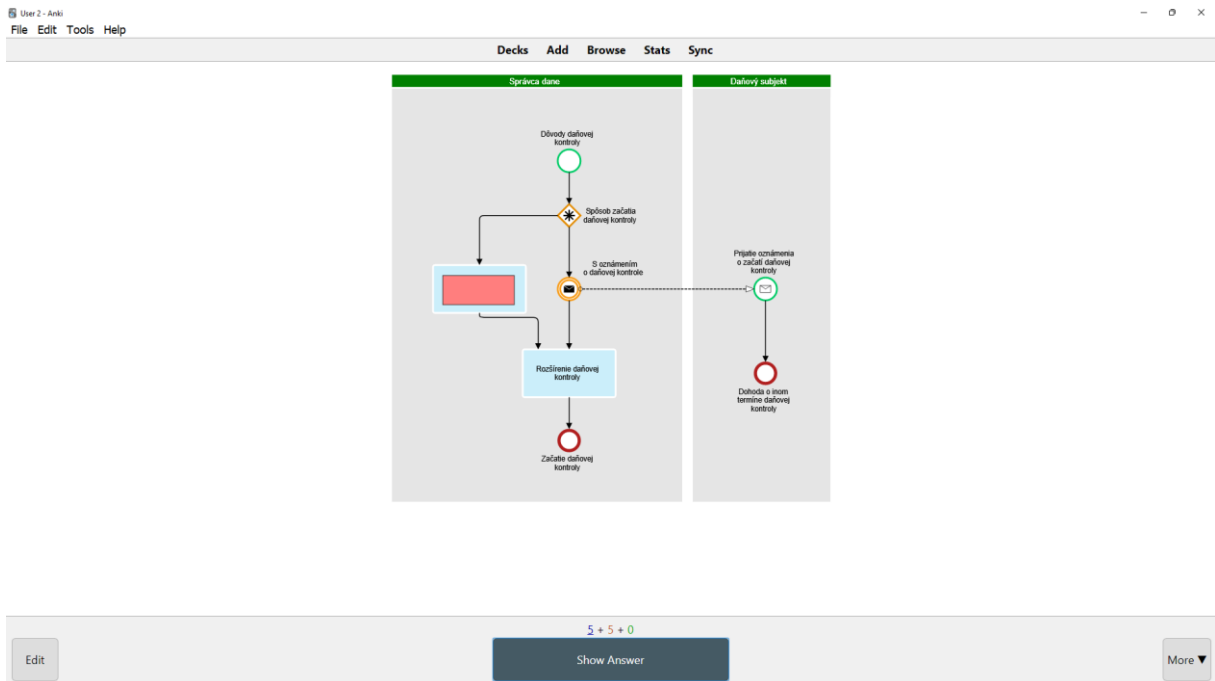 User 2 - Anki
File Edit Tools Help
Decks Add Browse Stats Sync
Správca dane
Daňový subjekt
Dôvody daňovej
kontroly
Spôsob začatia
daňovej kontroly
S oznámením
o daňovej kontrole
Prijatie oznámenia
o začatí daňovej
kontroly
Rozšírenie daňovej
kontroly
Dohoda o inom
termíne daňovej
kontroly
Začatie daňovej
kontroly
5 + 5 + 0
Edit
Show Answer
More ▼